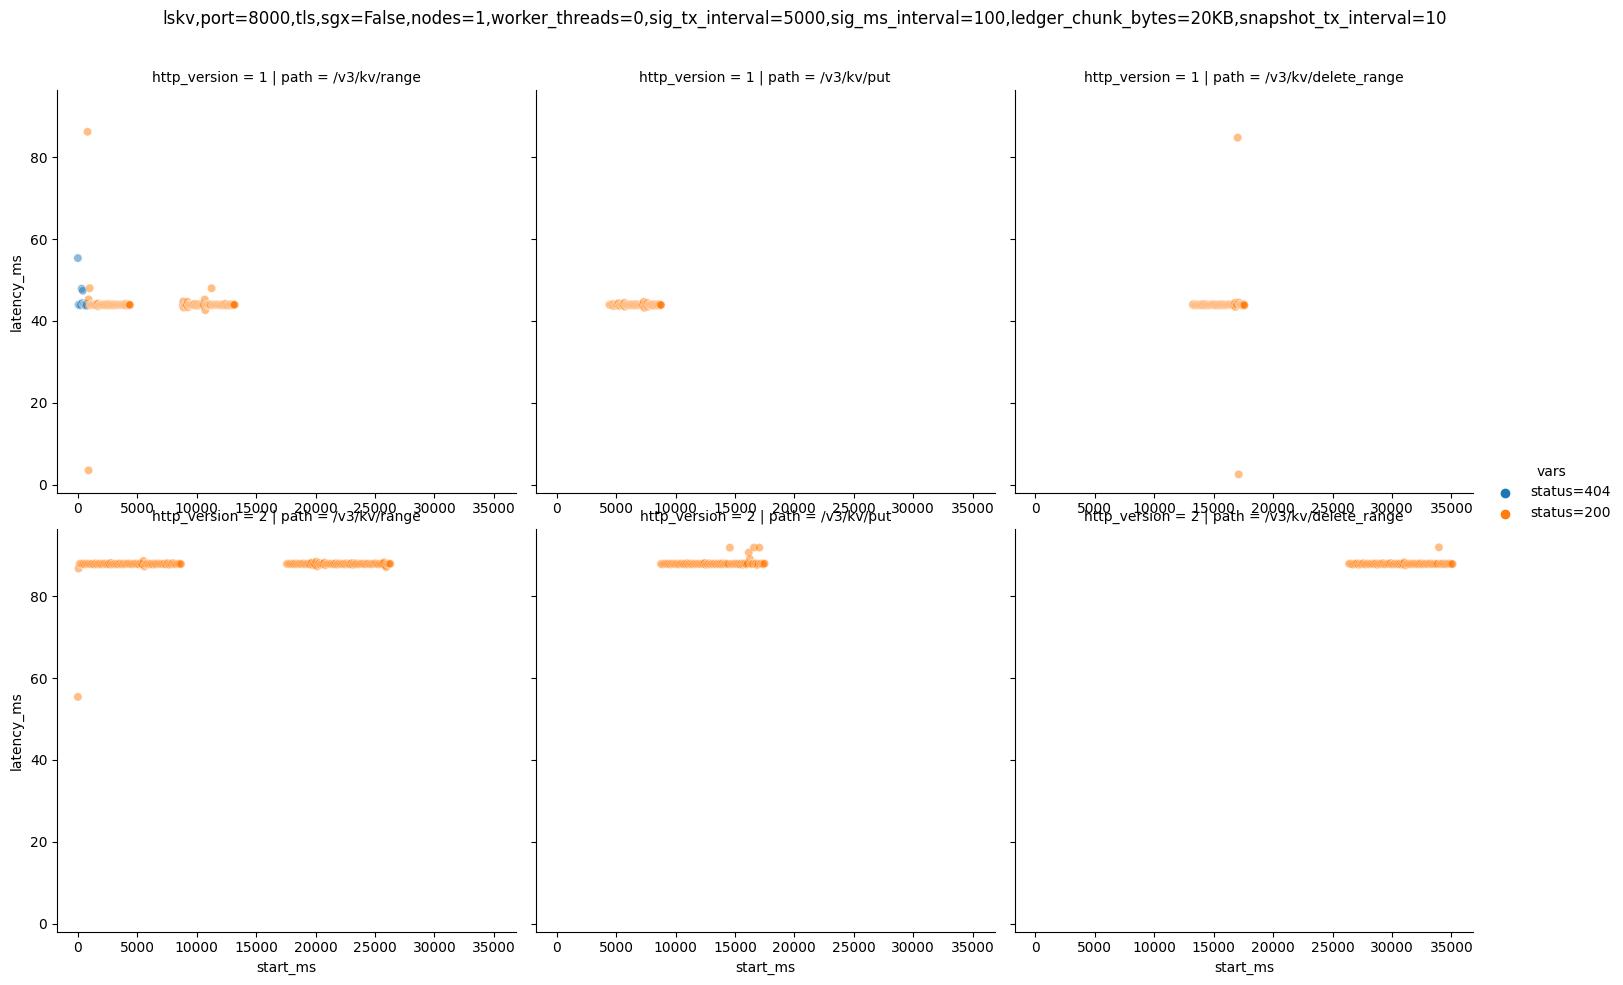 lskv,port=8000,tls,sgx=False,nodes=1,worker_threads=0,sig_tx_interval=5000,sig_ms_interval=100,ledger_chunk_bytes=20KB,snapshot_tx_interval=10
http_version = 1 | path = /v3/kv/range
http_version = 1 | path = /v3/kv/put
http_version = 1 | path = /v3/kv/delete_range
80
60
40
20
0
latency_ms
0 5000 10000 15000 20000 25000 30000 35000
0 5000 10000 15000 20000 25000 30000 35000
0 5000 10000 15000 20000 25000 30000 35000
vars
status=404
status=200
http_version = 2 | path = /v3/kv/range
http_version = 2 | path = /v3/kv/put
http_version = 2 | path = /v3/kv/delete_range
80
60
40
20
0
latency_ms
0 5000 10000 15000 20000 25000 30000 35000
0 5000 10000 15000 20000 25000 30000 35000
0 5000 10000 15000 20000 25000 30000 35000
start_ms
start_ms
start_ms